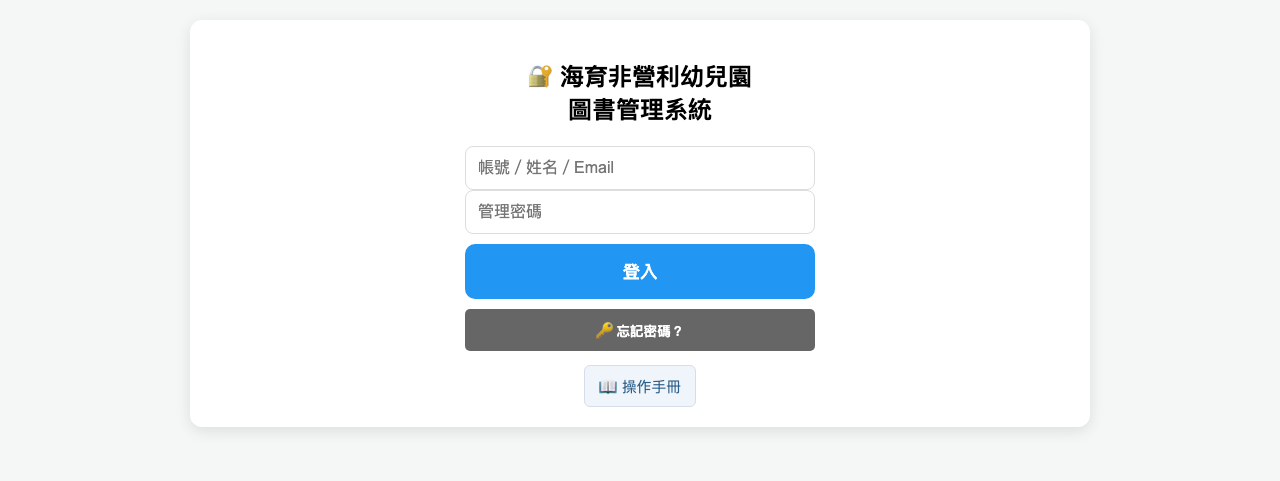 🔐 海育非營利幼兒園
圖書管理系統
帳號 / 姓名 / Email
管理密碼
登入
🔑 忘記密碼？
📖 操作手冊